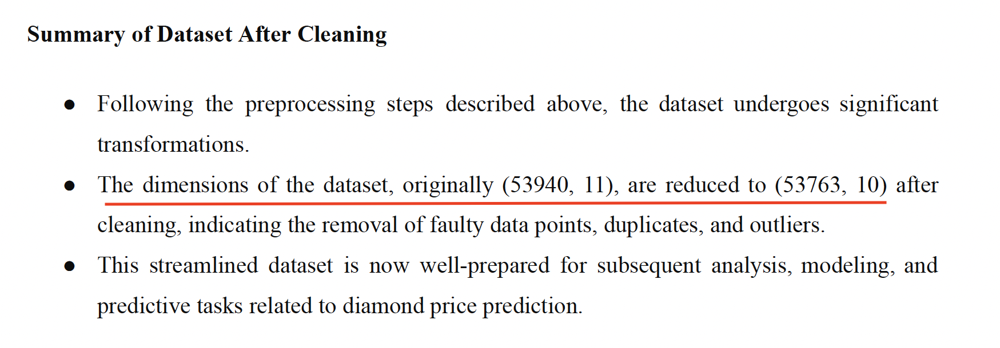 Summary of Dataset After Cleaning
● Following the preprocessing steps described above, the dataset undergoes significant
transformations.
● The dimensions of the dataset, originally (53940, 11), are reduced to (53763, 10) after
cleaning, indicating the removal of faulty data points, duplicates, and outliers.
● This streamlined dataset is now well-prepared for subsequent analysis, modeling, and
predictive tasks related to diamond price prediction.